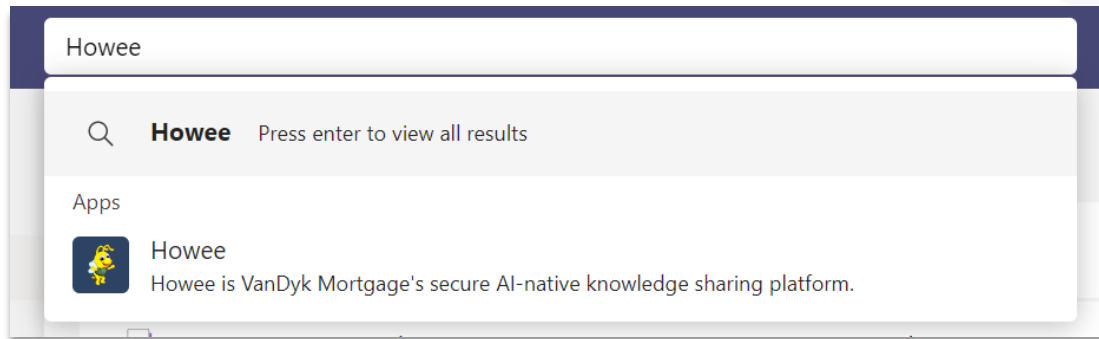 Howee
Howee Press enter to view all results
Apps
Howee
Howee is VanDyk Mortgage's secure AI-native knowledge sharing platform.